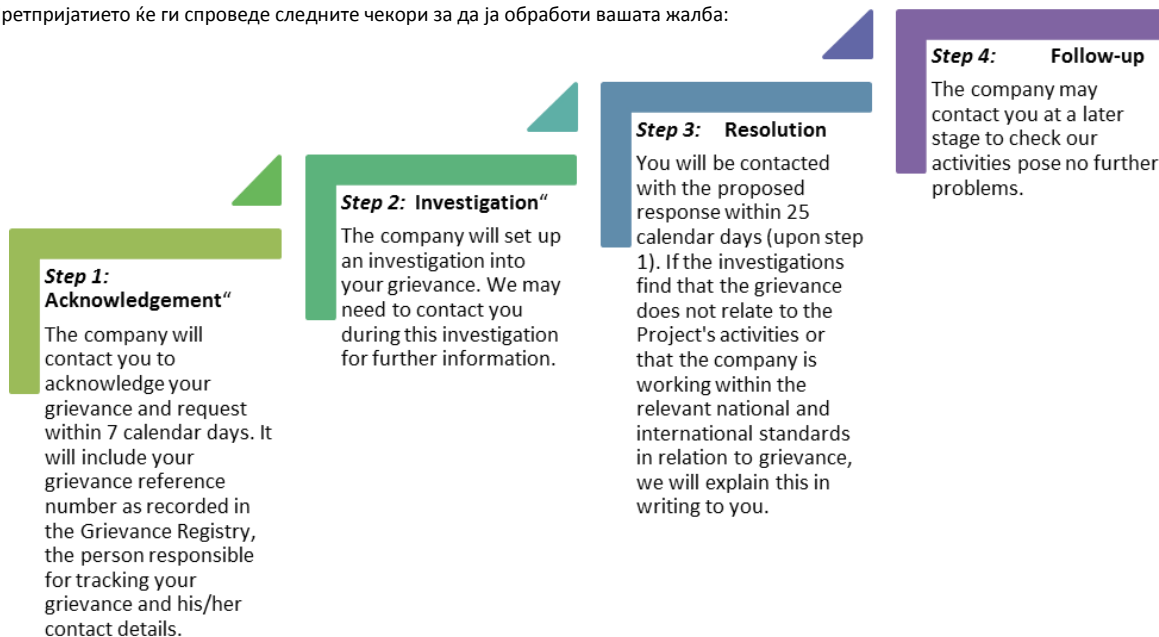 ретпријатието ќе ги спроведе следните чекори за да ја обработи вашата жалба:
Step 1:
Acknowledgement“
The company will
contact you to
acknowledge your
grievance and request
within 7 calendar days. It
will include your
grievance reference
number as recorded in
the Grievance Registry,
the person responsible
for tracking your
grievance and his/her
contact details.
Step 2: Investigation“
The company will set up
an investigation into
your grievance. We may
need to contact you
during this investigation
for further information.
Step 3: Resolution
You will be contacted
with the proposed
response within 25
calendar days (upon step
1). If the investigations
find that the grievance
does not relate to the
Project's activities or
that the company is
working within the
relevant national and
international standards
in relation to grievance,
we will explain this in
writing to you.
Step 4: Follow-up
The company may
contact you at a later
stage to check our
activities pose no further
problems.